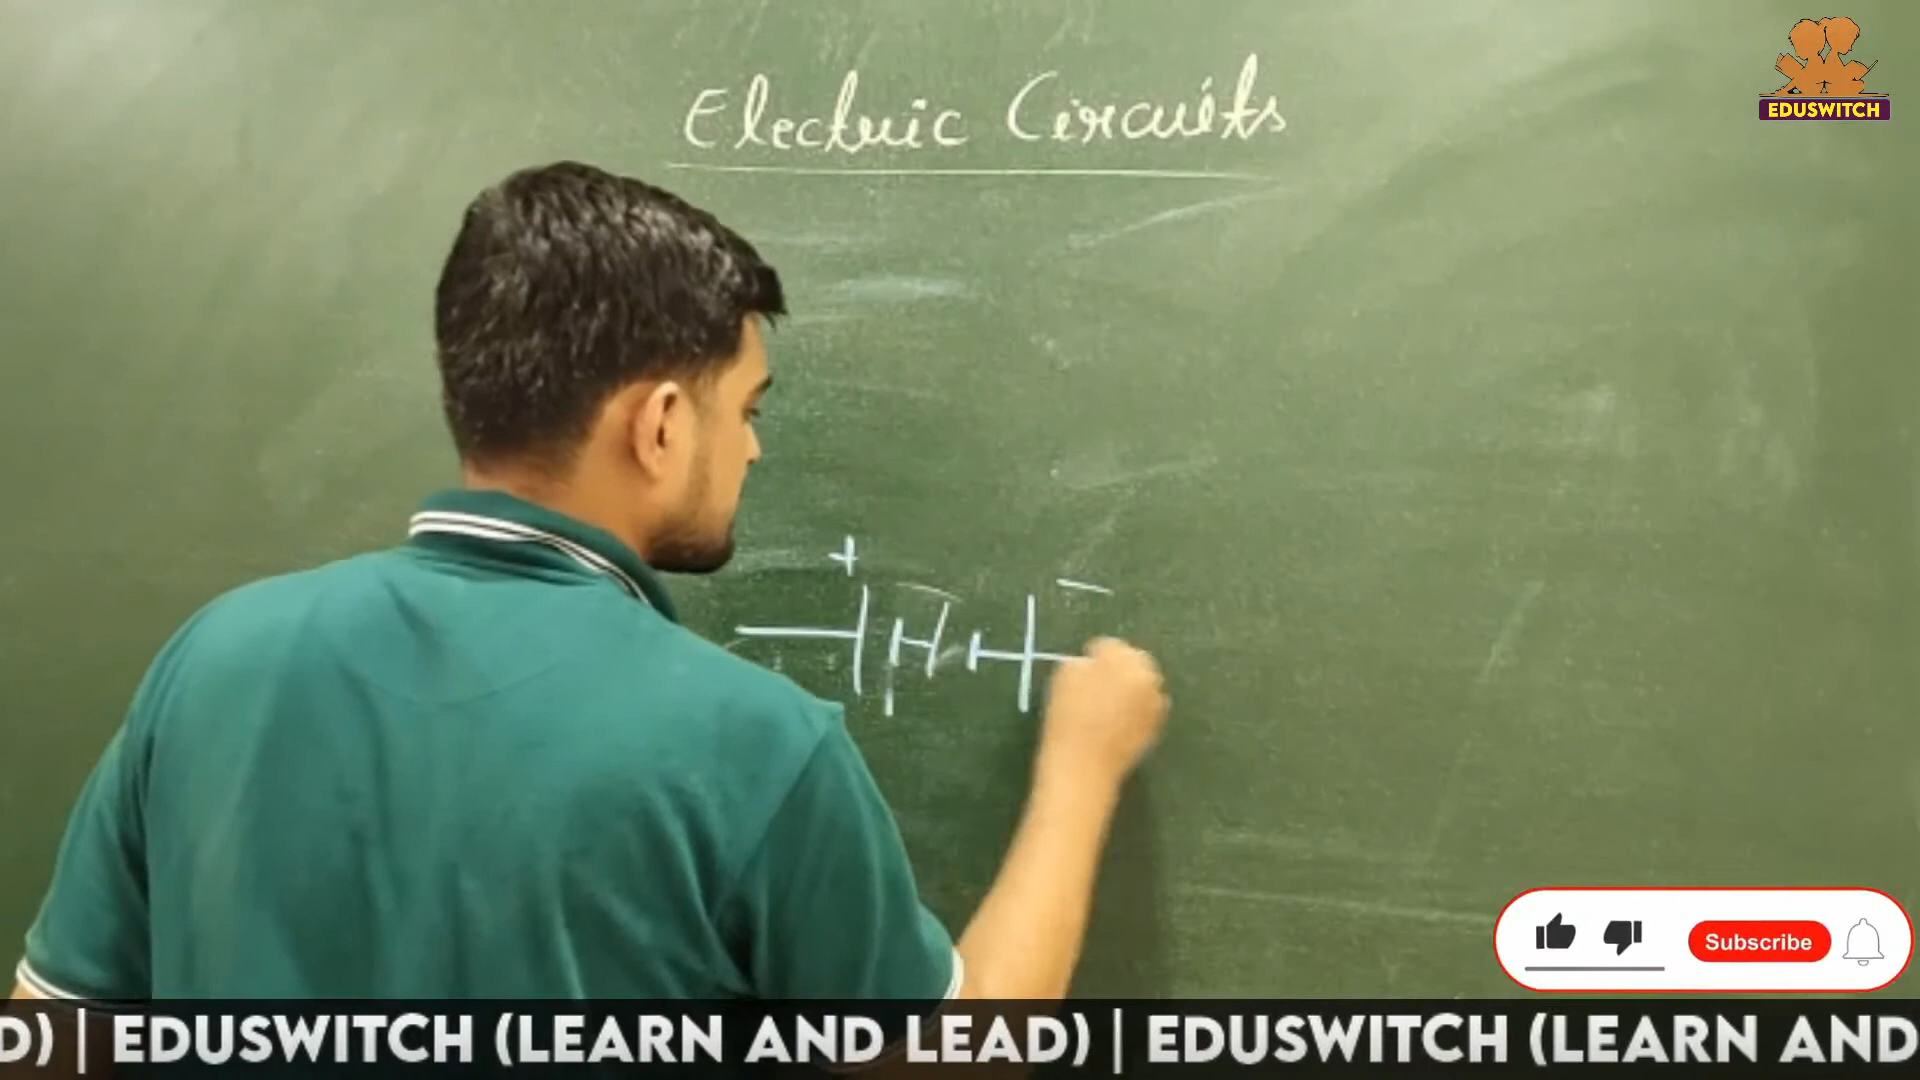 Electric Circuits
EDUSWITCH
+
-
Subscribe
D) | EDUSWITCH (LEARN AND LEAD) | EDUSWITCH (LEARN AND